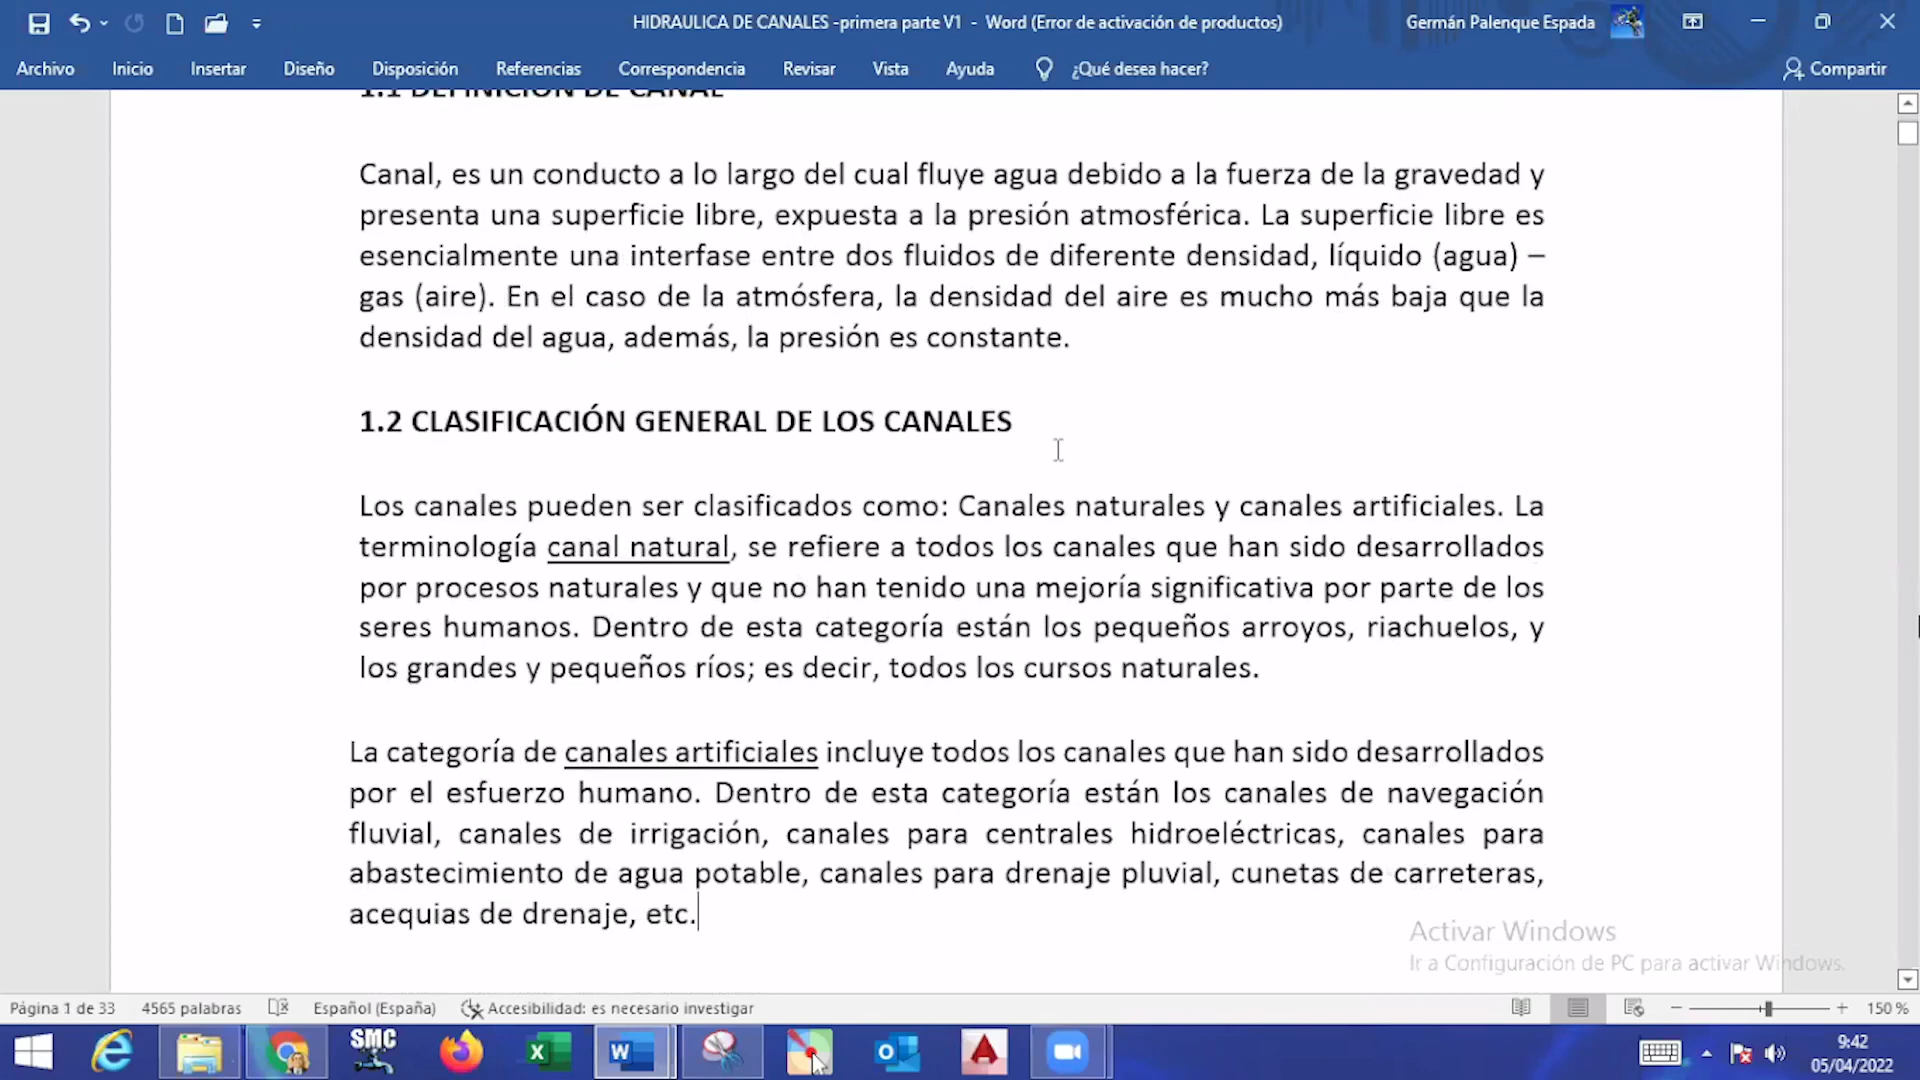 HIDRAULICA DE CANALES -primera parte V1 - Word (Error de activación de productos)
Germán Palenque Espada
Archivo Inicio Insertar Diseño Disposición Referencias Correspondencia Revisar Vista Ayuda ¿Qué desea hacer? Compartir
1.1 DEFINICIÓN DE CANAL
Canal, es un conducto a lo largo del cual fluye agua debido a la fuerza de la gravedad y
presenta una superficie libre, expuesta a la presión atmosférica. La superficie libre es
esencialmente una interfase entre dos fluidos de diferente densidad, líquido (agua) –
gas (aire). En el caso de la atmósfera, la densidad del aire es mucho más baja que la
densidad del agua, además, la presión es constante.
1.2 CLASIFICACIÓN GENERAL DE LOS CANALES
Los canales pueden ser clasificados como: Canales naturales y canales artificiales. La
terminología canal natural, se refiere a todos los canales que han sido desarrollados
por procesos naturales y que no han tenido una mejoría significativa por parte de los
seres humanos. Dentro de esta categoría están los pequeños arroyos, riachuelos, y
los grandes y pequeños ríos; es decir, todos los cursos naturales.
La categoría de canales artificiales incluye todos los canales que han sido desarrollados
por el esfuerzo humano. Dentro de esta categoría están los canales de navegación
fluvial, canales de irrigación, canales para centrales hidroeléctricas, canales para
abastecimiento de agua potable, canales para drenaje pluvial, cunetas de carreteras,
acequias de drenaje, etc.
Activar Windows
Ir a Configuración de PC para activar Windows.
Página 1 de 33 4565 palabras Español (España) Accesibilidad: es necesario investigar 150 %
SMC
9:42
05/04/2022